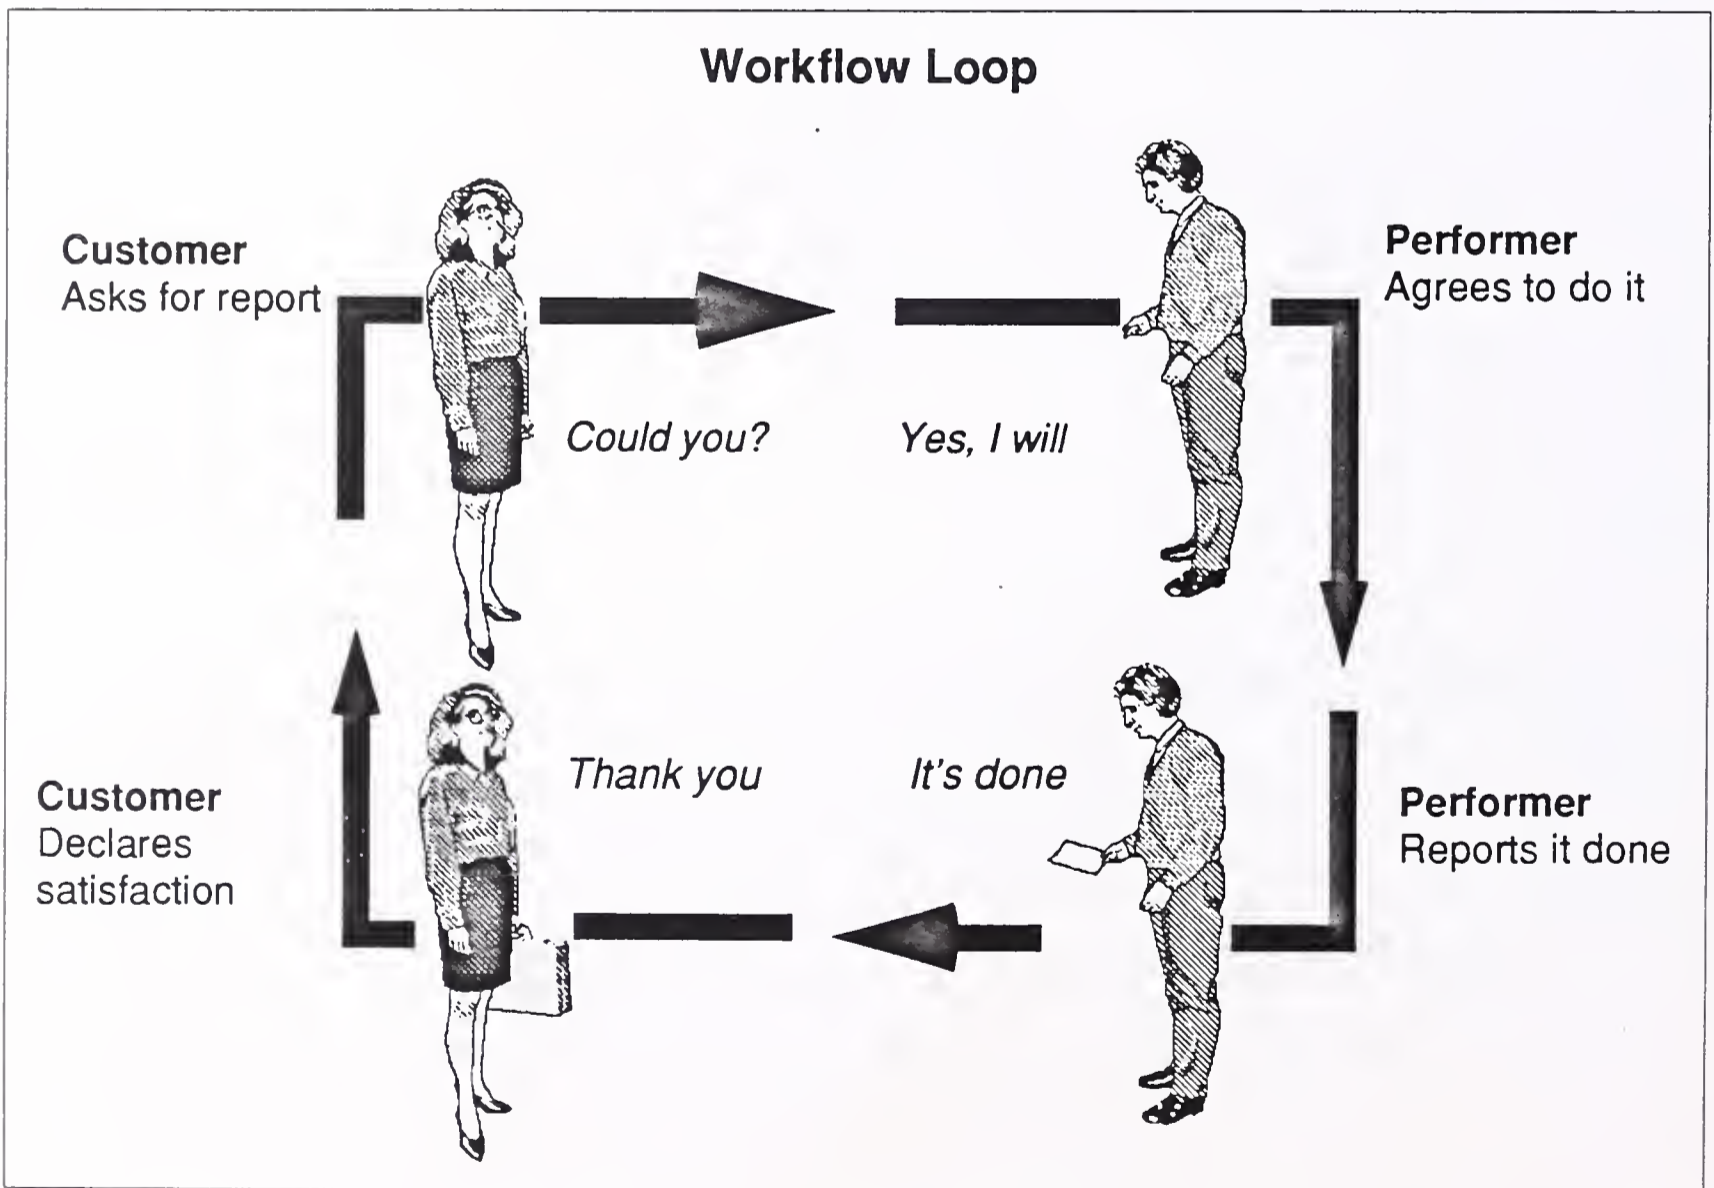 Workflow Loop
Customer
Asks for report
Performer
Agrees to do it
Could you?
Yes, I will
Thank you
It's done
Customer
Declares
satisfaction
Performer
Reports it done